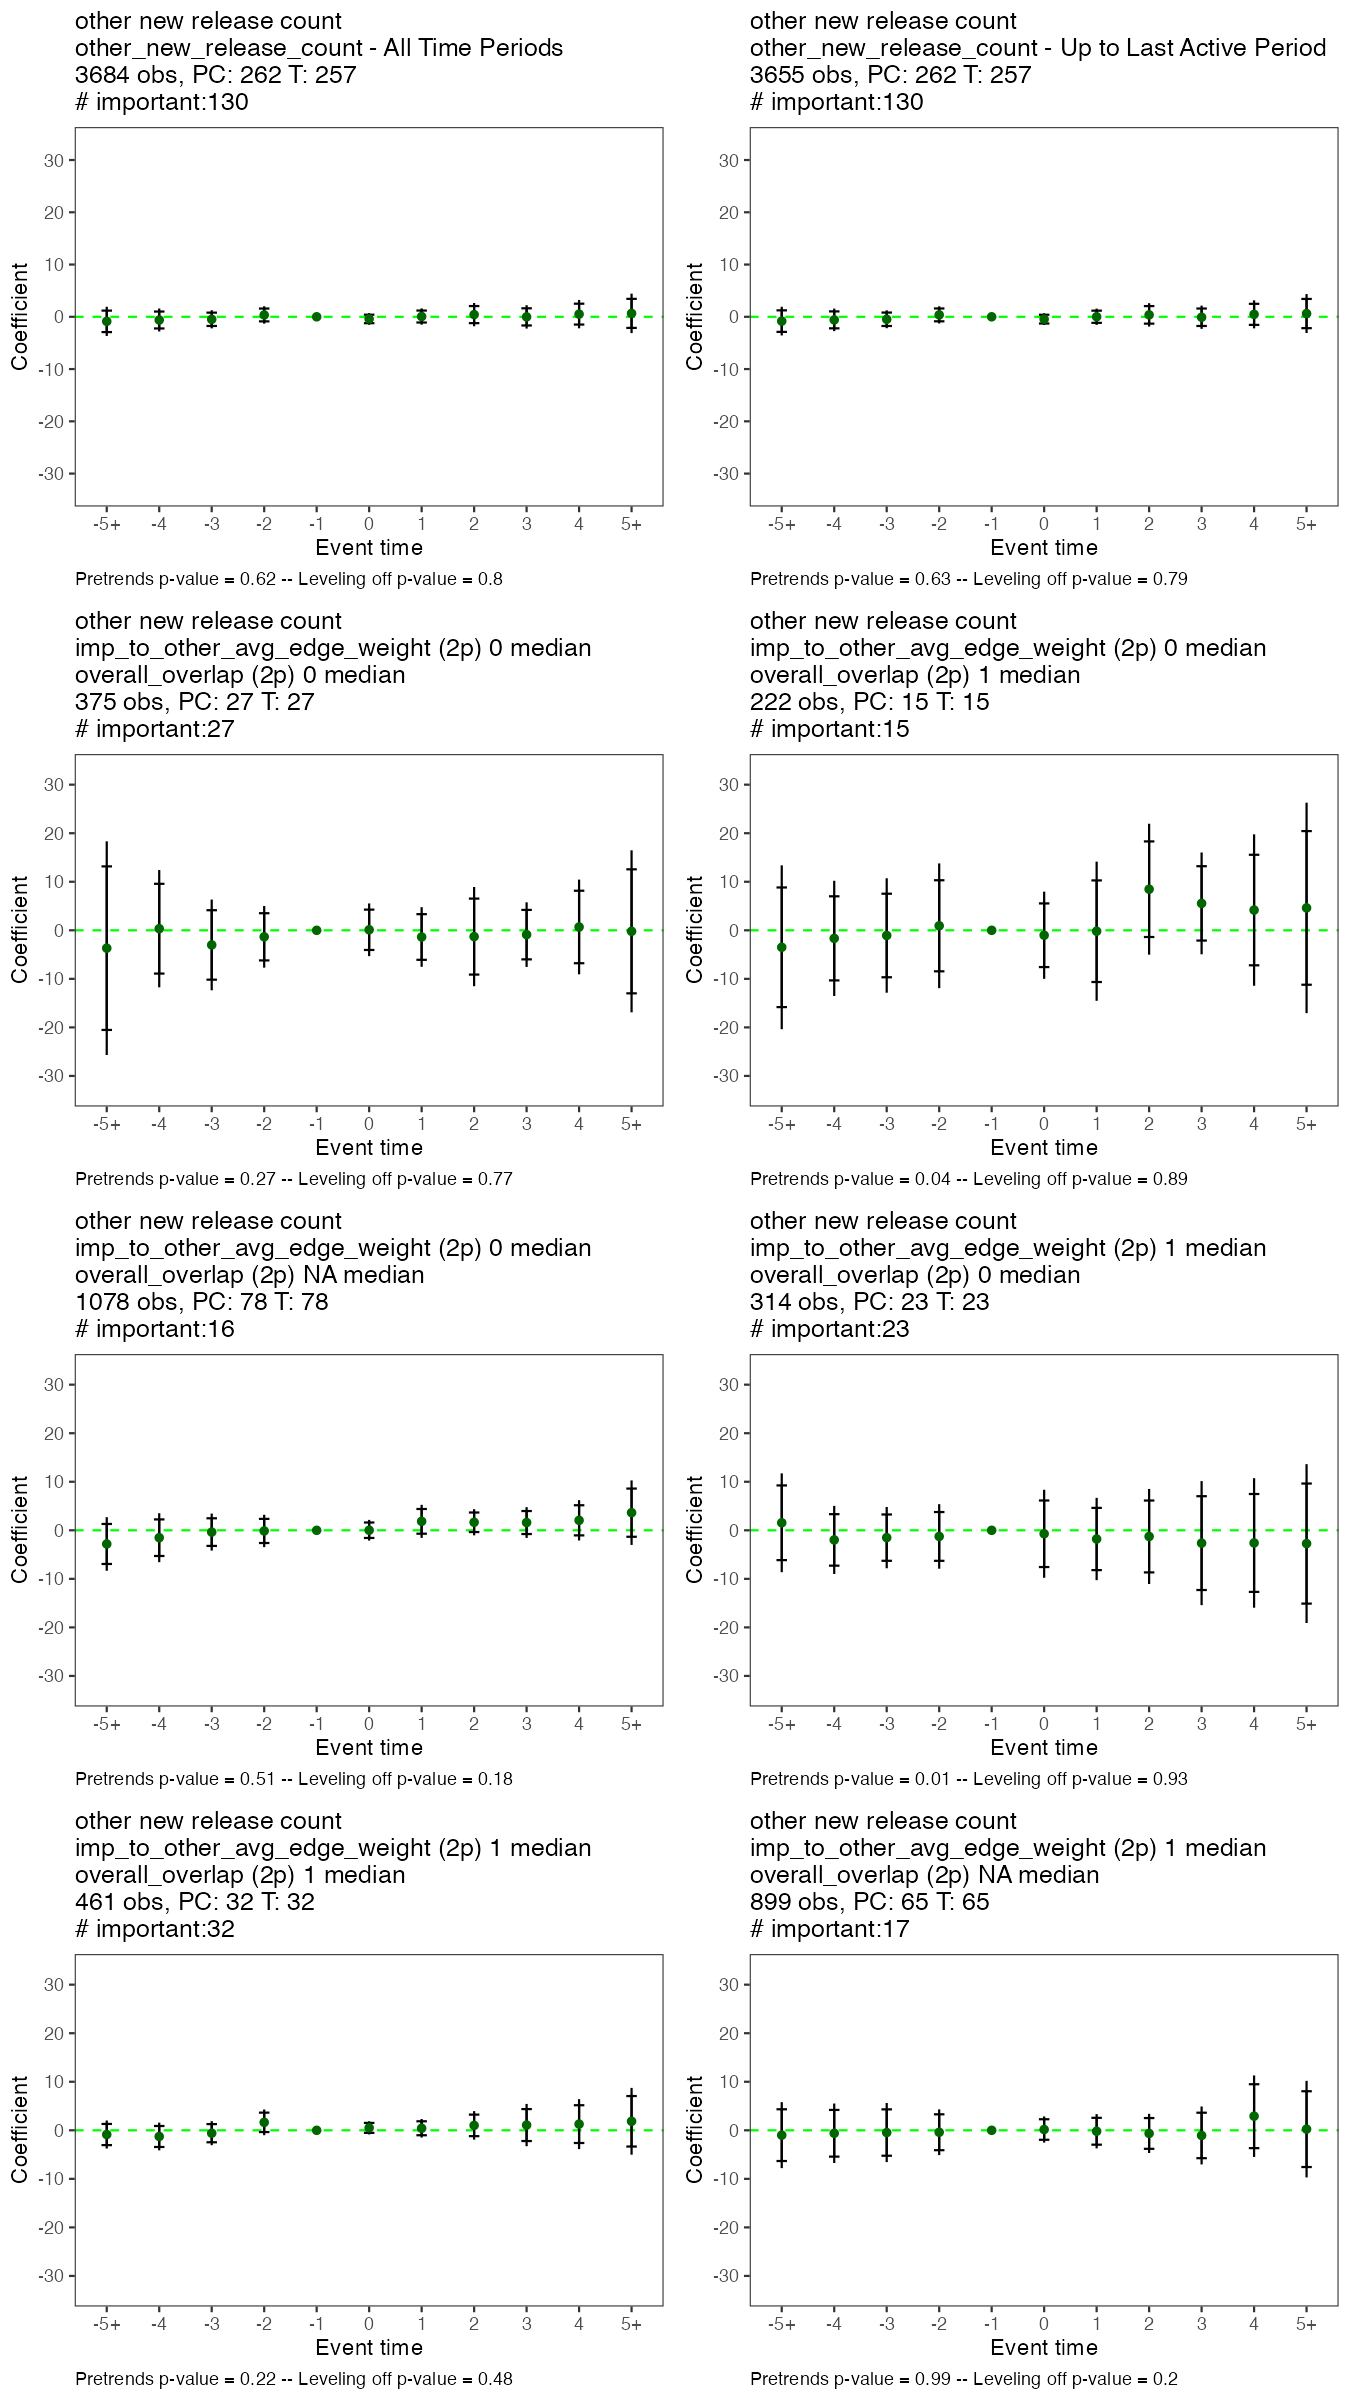 other new release count
other_new_release_count - All Time Periods
3684 obs, PC: 262 T: 257
# important:130
30
20
10
0
-10
-20
-30
Coefficient
-5+ -4 -3 -2 -1 0 1 2 3 4 5+
Event time
Pretrends p-value = 0.62 -- Leveling off p-value = 0.8
other new release count
other_new_release_count - Up to Last Active Period
3655 obs, PC: 262 T: 257
# important:130
30
20
10
0
-10
-20
-30
Coefficient
-5+ -4 -3 -2 -1 0 1 2 3 4 5+
Event time
Pretrends p-value = 0.63 -- Leveling off p-value = 0.79
other new release count
imp_to_other_avg_edge_weight (2p) 0 median
overall_overlap (2p) 0 median
375 obs, PC: 27 T: 27
# important:27
30
20
10
0
-10
-20
-30
Coefficient
-5+ -4 -3 -2 -1 0 1 2 3 4 5+
Event time
Pretrends p-value = 0.27 -- Leveling off p-value = 0.77
other new release count
imp_to_other_avg_edge_weight (2p) 0 median
overall_overlap (2p) 1 median
222 obs, PC: 15 T: 15
# important:15
30
20
10
0
-10
-20
-30
Coefficient
-5+ -4 -3 -2 -1 0 1 2 3 4 5+
Event time
Pretrends p-value = 0.04 -- Leveling off p-value = 0.89
other new release count
imp_to_other_avg_edge_weight (2p) 0 median
overall_overlap (2p) NA median
1078 obs, PC: 78 T: 78
# important:16
30
20
10
0
-10
-20
-30
Coefficient
-5+ -4 -3 -2 -1 0 1 2 3 4 5+
Event time
Pretrends p-value = 0.51 -- Leveling off p-value = 0.18
other new release count
imp_to_other_avg_edge_weight (2p) 1 median
overall_overlap (2p) 0 median
314 obs, PC: 23 T: 23
# important:23
30
20
10
0
-10
-20
-30
Coefficient
-5+ -4 -3 -2 -1 0 1 2 3 4 5+
Event time
Pretrends p-value = 0.01 -- Leveling off p-value = 0.93
other new release count
imp_to_other_avg_edge_weight (2p) 1 median
overall_overlap (2p) 1 median
461 obs, PC: 32 T: 32
# important:32
30
20
10
0
-10
-20
-30
Coefficient
-5+ -4 -3 -2 -1 0 1 2 3 4 5+
Event time
Pretrends p-value = 0.22 -- Leveling off p-value = 0.48
other new release count
imp_to_other_avg_edge_weight (2p) 1 median
overall_overlap (2p) NA median
899 obs, PC: 65 T: 65
# important:17
30
20
10
0
-10
-20
-30
Coefficient
-5+ -4 -3 -2 -1 0 1 2 3 4 5+
Event time
Pretrends p-value = 0.99 -- Leveling off p-value = 0.2